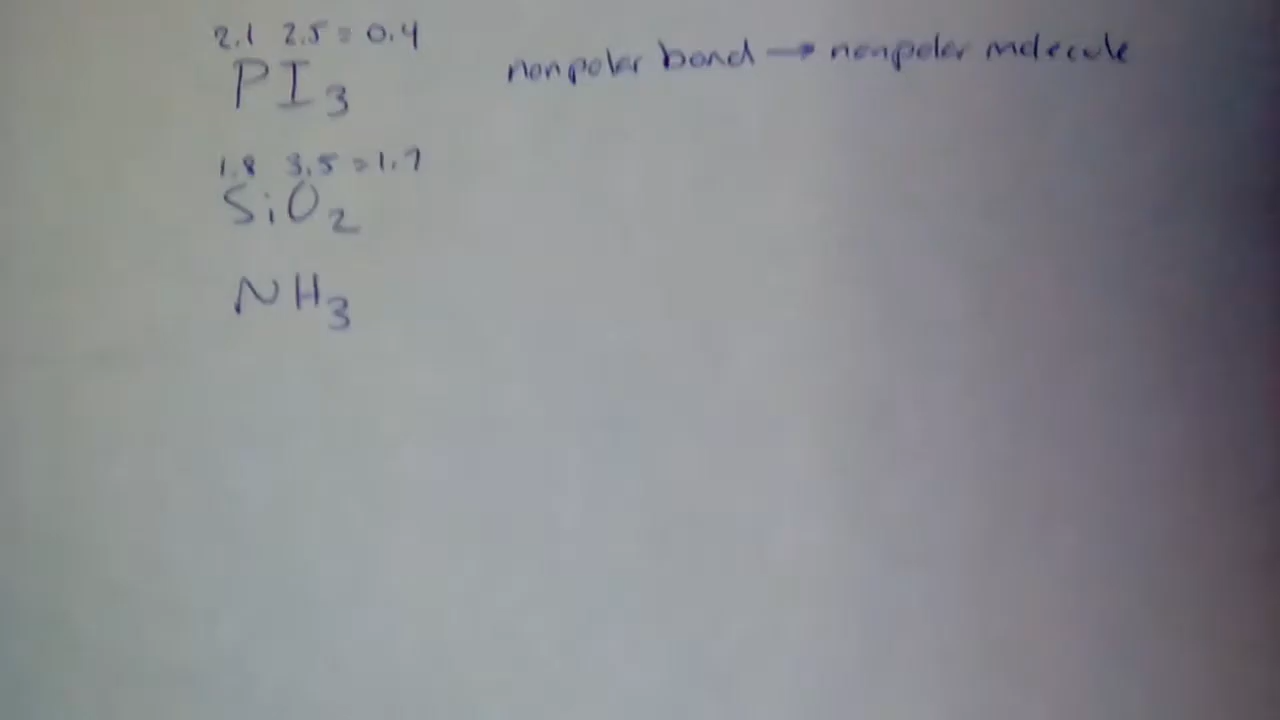 2.1 2.5 = 0.4
PI3 nonpolar bond → nonpolar molecule
1.8 3.5 = 1.7
SiO2
NH3